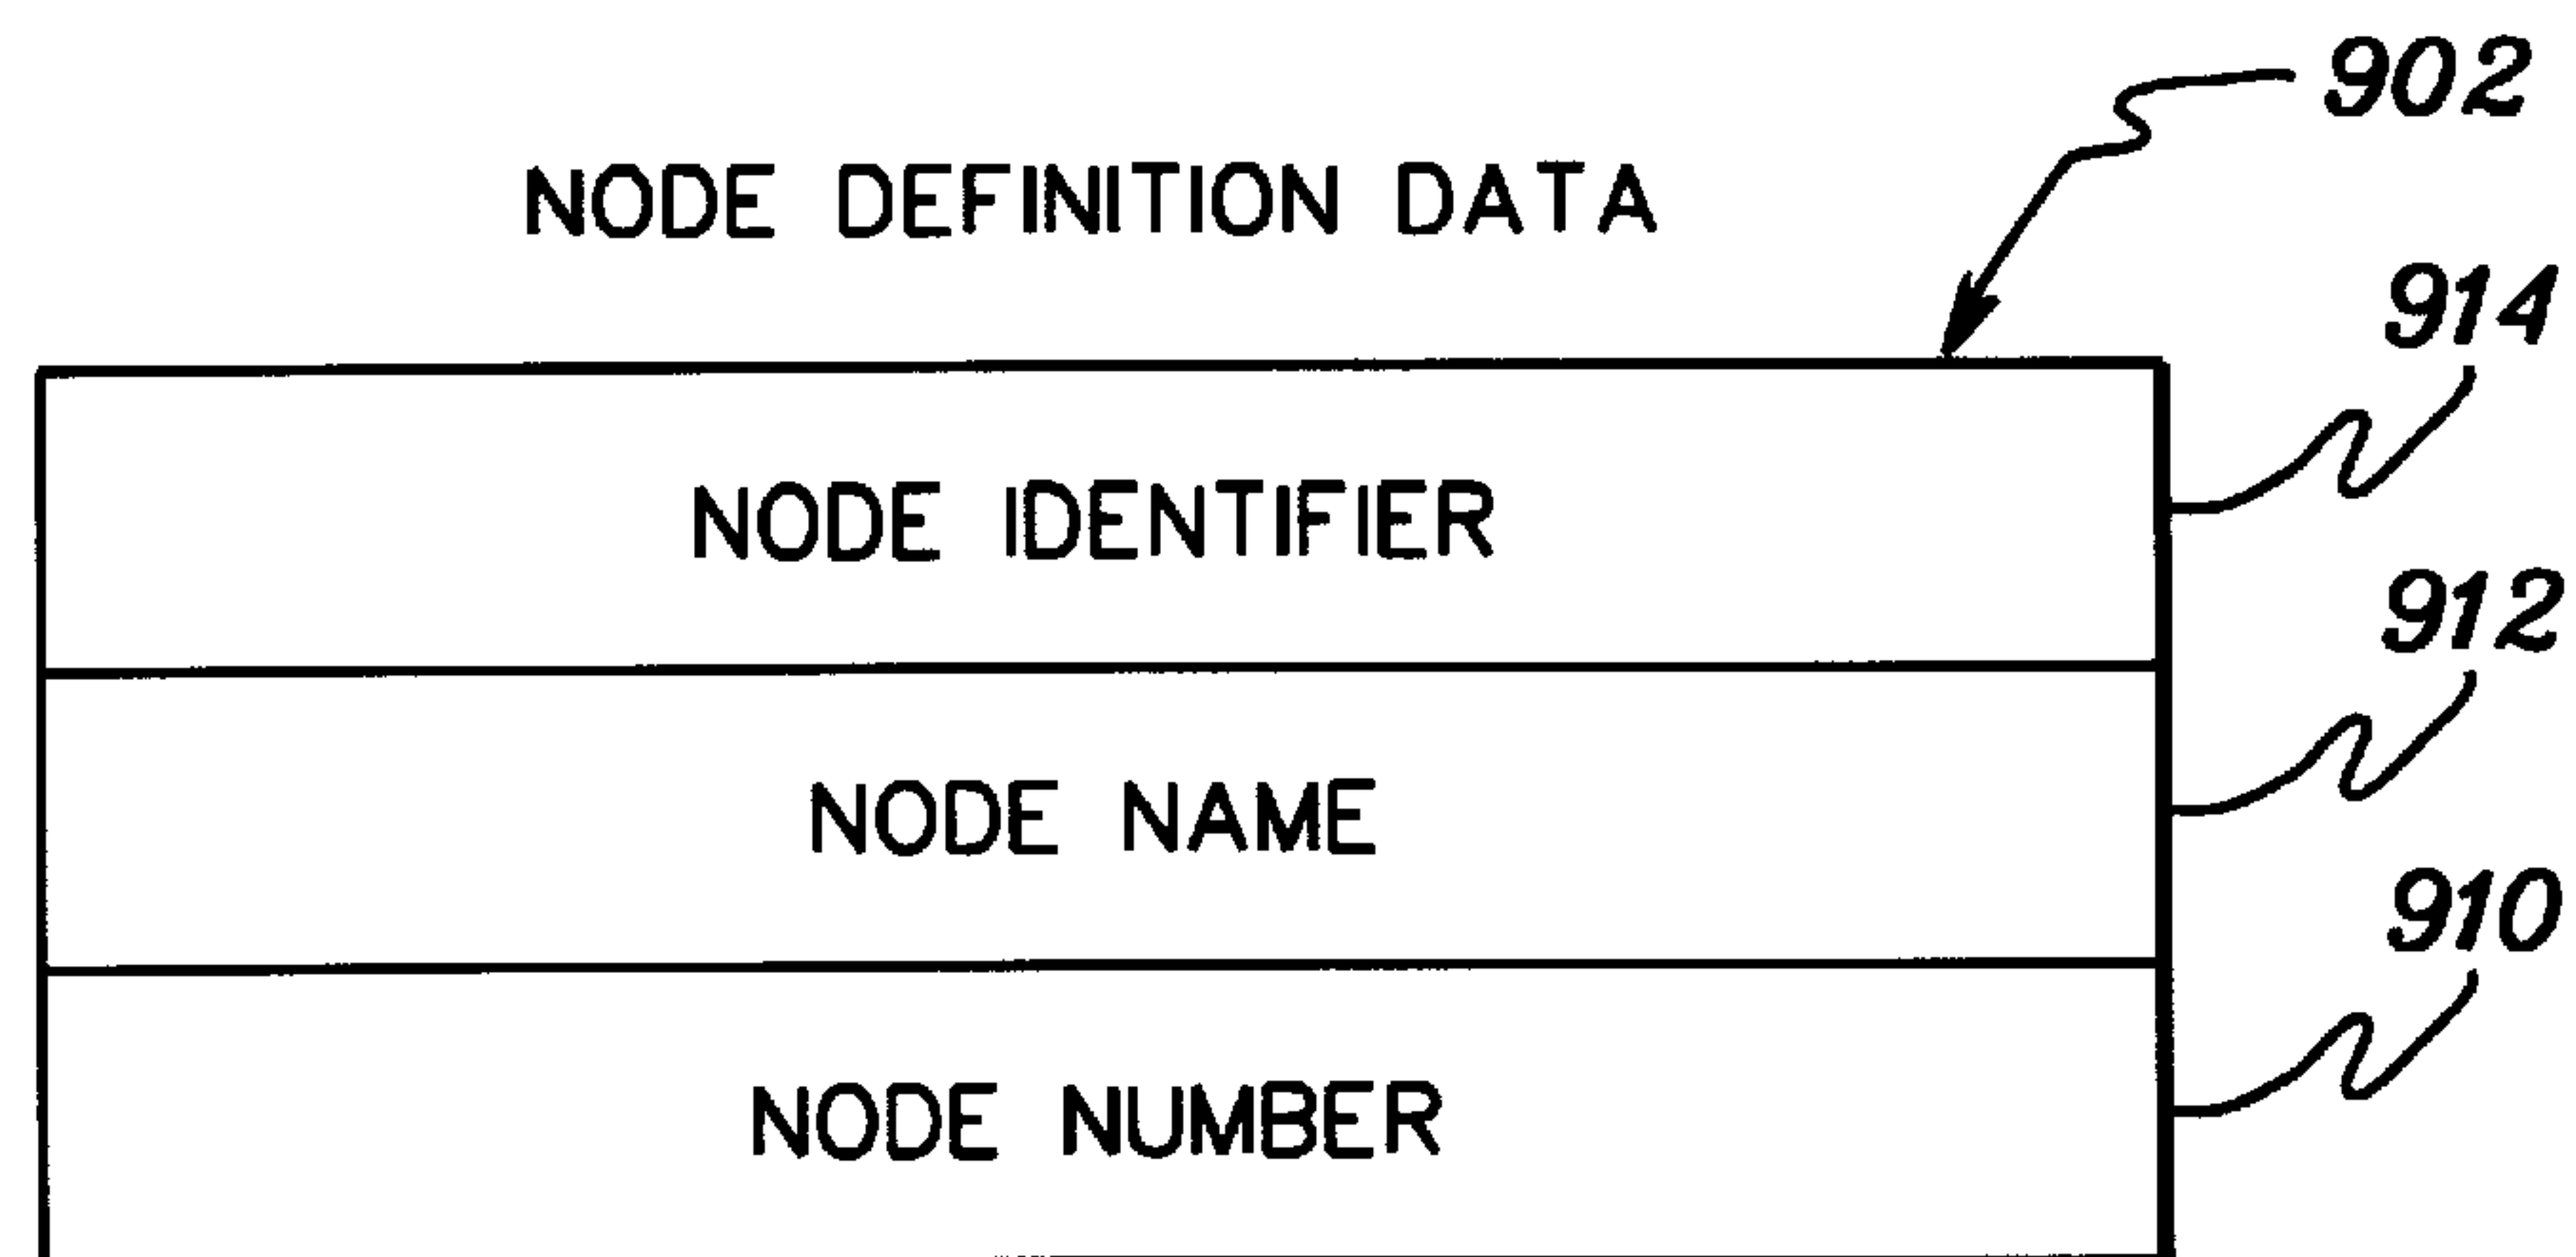 902
NODE DEFINITION DATA
914
NODE IDENTIFIER
912
NODE NAME
910
NODE NUMBER